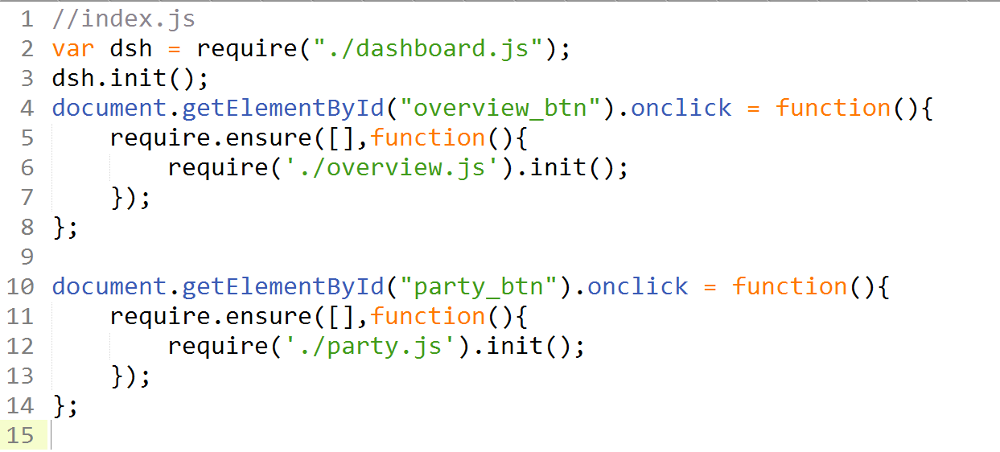 1 //index.js
2 var dsh = require("./dashboard.js");
3 dsh.init();
4 document.getElementById("overview_btn").onclick = function(){
5     require.ensure([],function(){
6         require('./overview.js').init();
7     });
8 };
9
10 document.getElementById("party_btn").onclick = function(){
11     require.ensure([],function(){
12         require('./party.js').init();
13     });
14 };
15